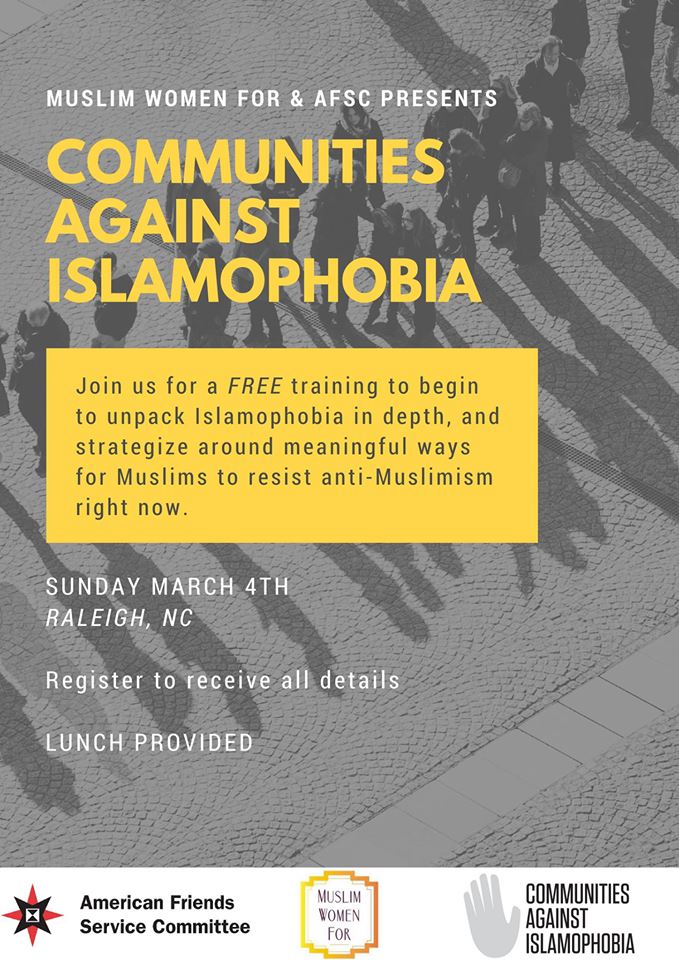 MUSLIM WOMEN FOR & AFSC PRESENTS
COMMUNITIES
AGAINST
ISLAMOPHOBIA
Join us for a FREE training to begin
to unpack Islamophobia in depth, and
strategize around meaningful ways
for Muslims to resist anti-Muslimism
right now.
SUNDAY MARCH 4TH
RALEIGH, NC
Register to receive all details
LUNCH PROVIDED
American Friends
Service Committee
MUSLIM
WOMEN
FOR
COMMUNITIES
AGAINST
ISLAMOPHOBIA